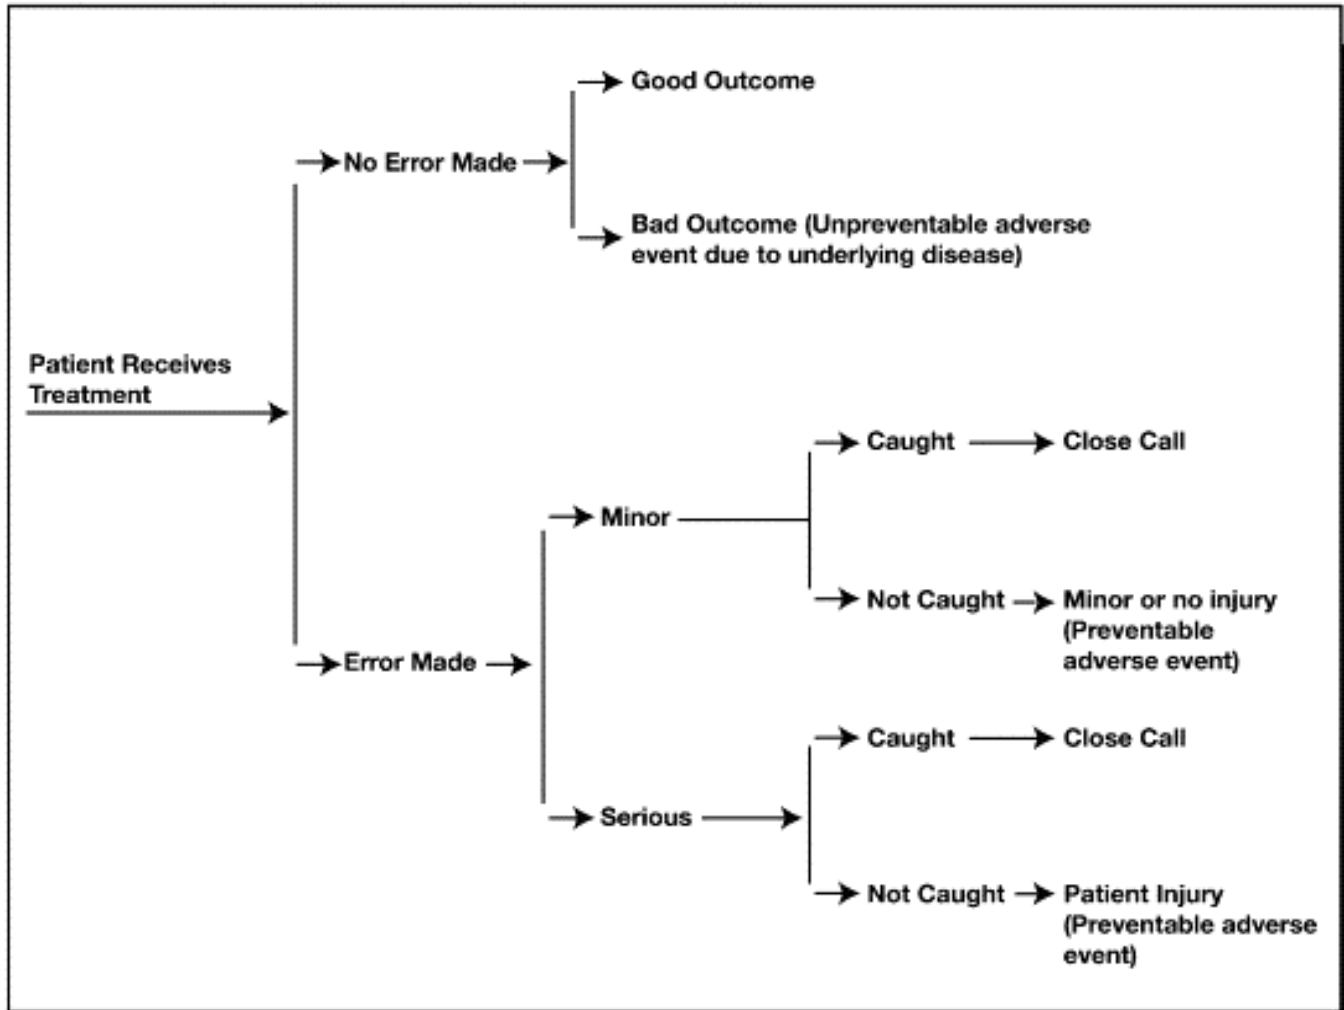 Good Outcome
No Error Made
Bad Outcome (Unpreventable adverse
event due to underlying disease)
Patient Receives
Treatment
Caught
Close Call
Minor
Not Caught
Minor or no injury
(Preventable
adverse event)
Error Made
Caught
Close Call
Serious
Not Caught
Patient Injury
(Preventable adverse
event)